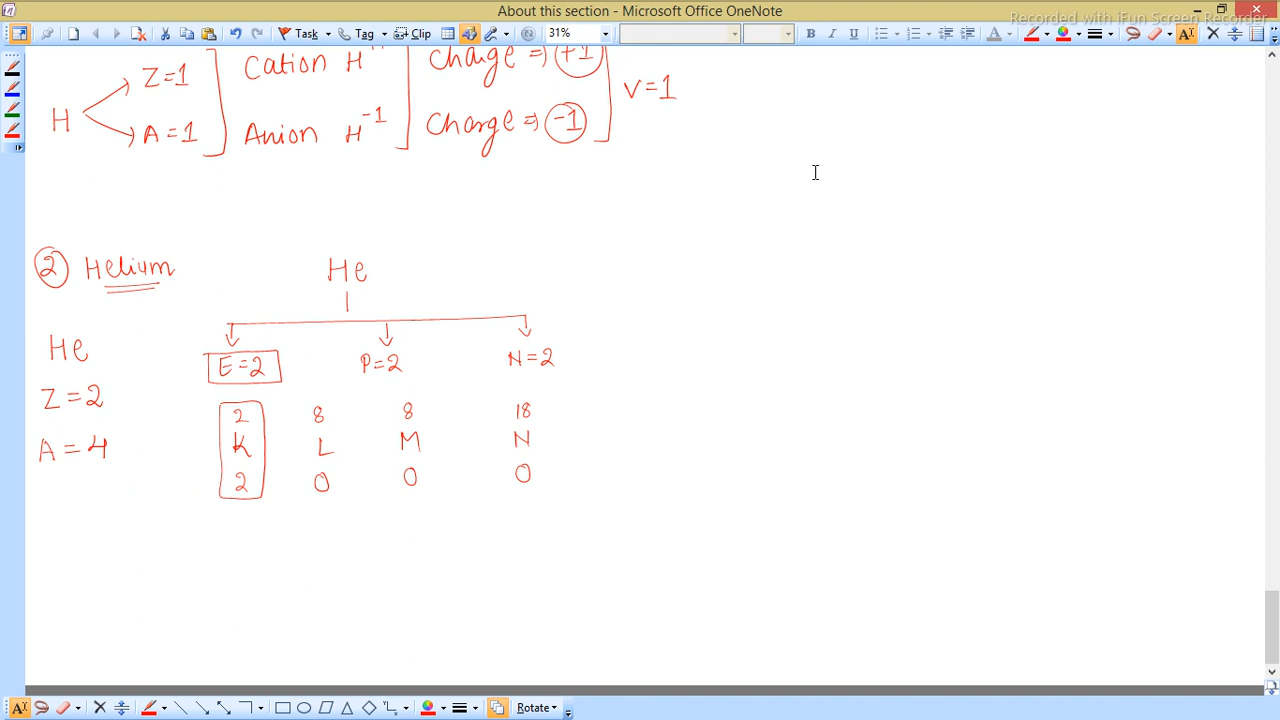 About this section - Microsoft Office OneNote
Recorded with iFun Screen Recorder
Task Tag Clip 31% B I U A A
Z=1 Cation H Charge ⇒ +1
H V=1
A=1 Anion H⁻¹ Charge ⇒ -1
② Helium He
He E=2 P=2 N=2
Z=2 2 8 8 18
A=4 K L M N
2 0 0 0
A Rotate